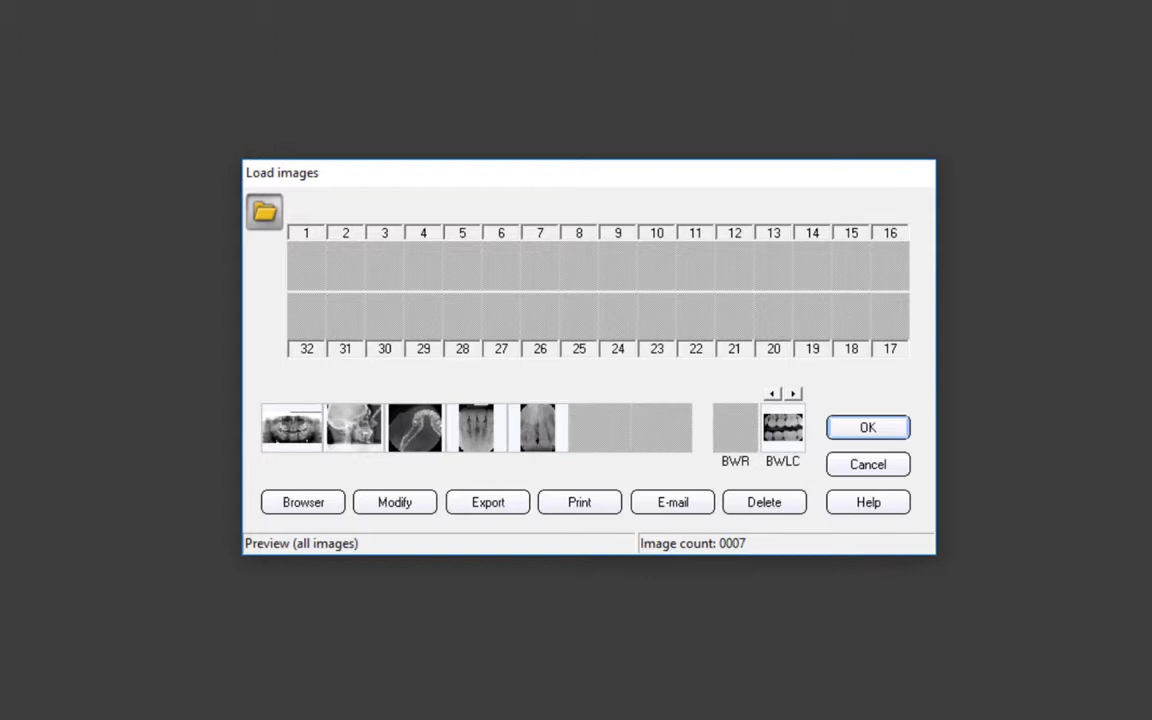 Load images
1 2 3 4 5 6 7 8 9 10 11 12 13 14 15 16
32 31 30 29 28 27 26 25 24 23 22 21 20 19 18 17
BWR BWLC
OK
Cancel
Browser Modify Export Print E-mail Delete Help
Preview (all images) Image count: 0007